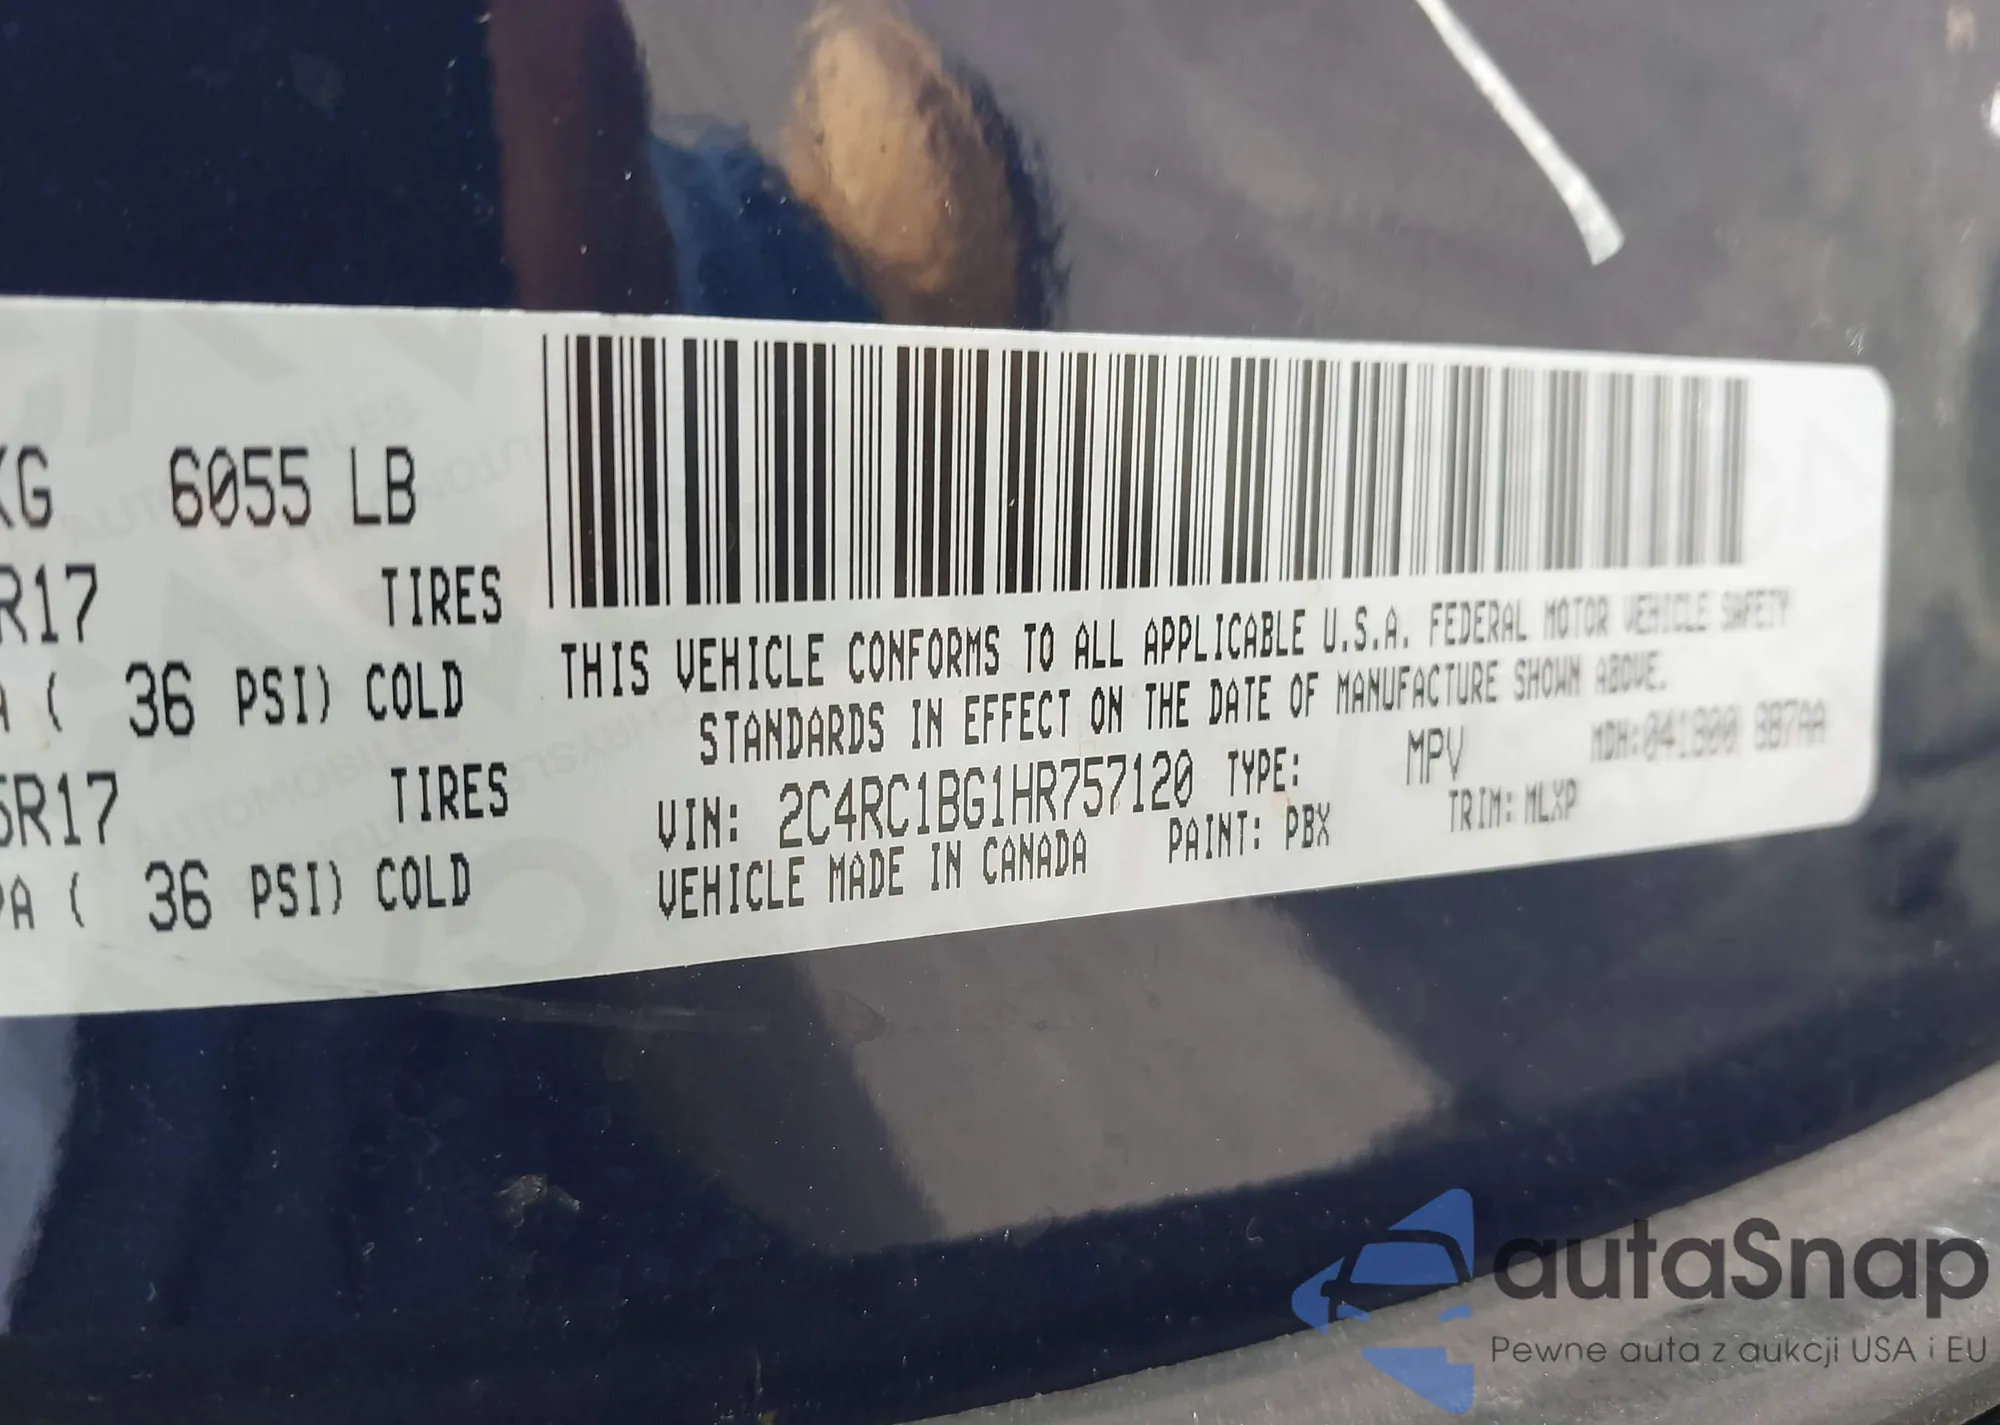 KG 6055 LB
R17 TIRES
A ( 36 PSI) COLD
5R17 TIRES
PA ( 36 PSI) COLD
THIS VEHICLE CONFORMS TO ALL APPLICABLE U.S.A. FEDERAL MOTOR VEHICLE SAFETY
STANDARDS IN EFFECT ON THE DATE OF MANUFACTURE SHOWN ABOVE.
VIN: 2C4RC1BG1HR757120 TYPE: MPV MDH:
VEHICLE MADE IN CANADA PAINT: PBX TRIM: MLXP
autaSnap
Pewne auta z aukcji USA i EU